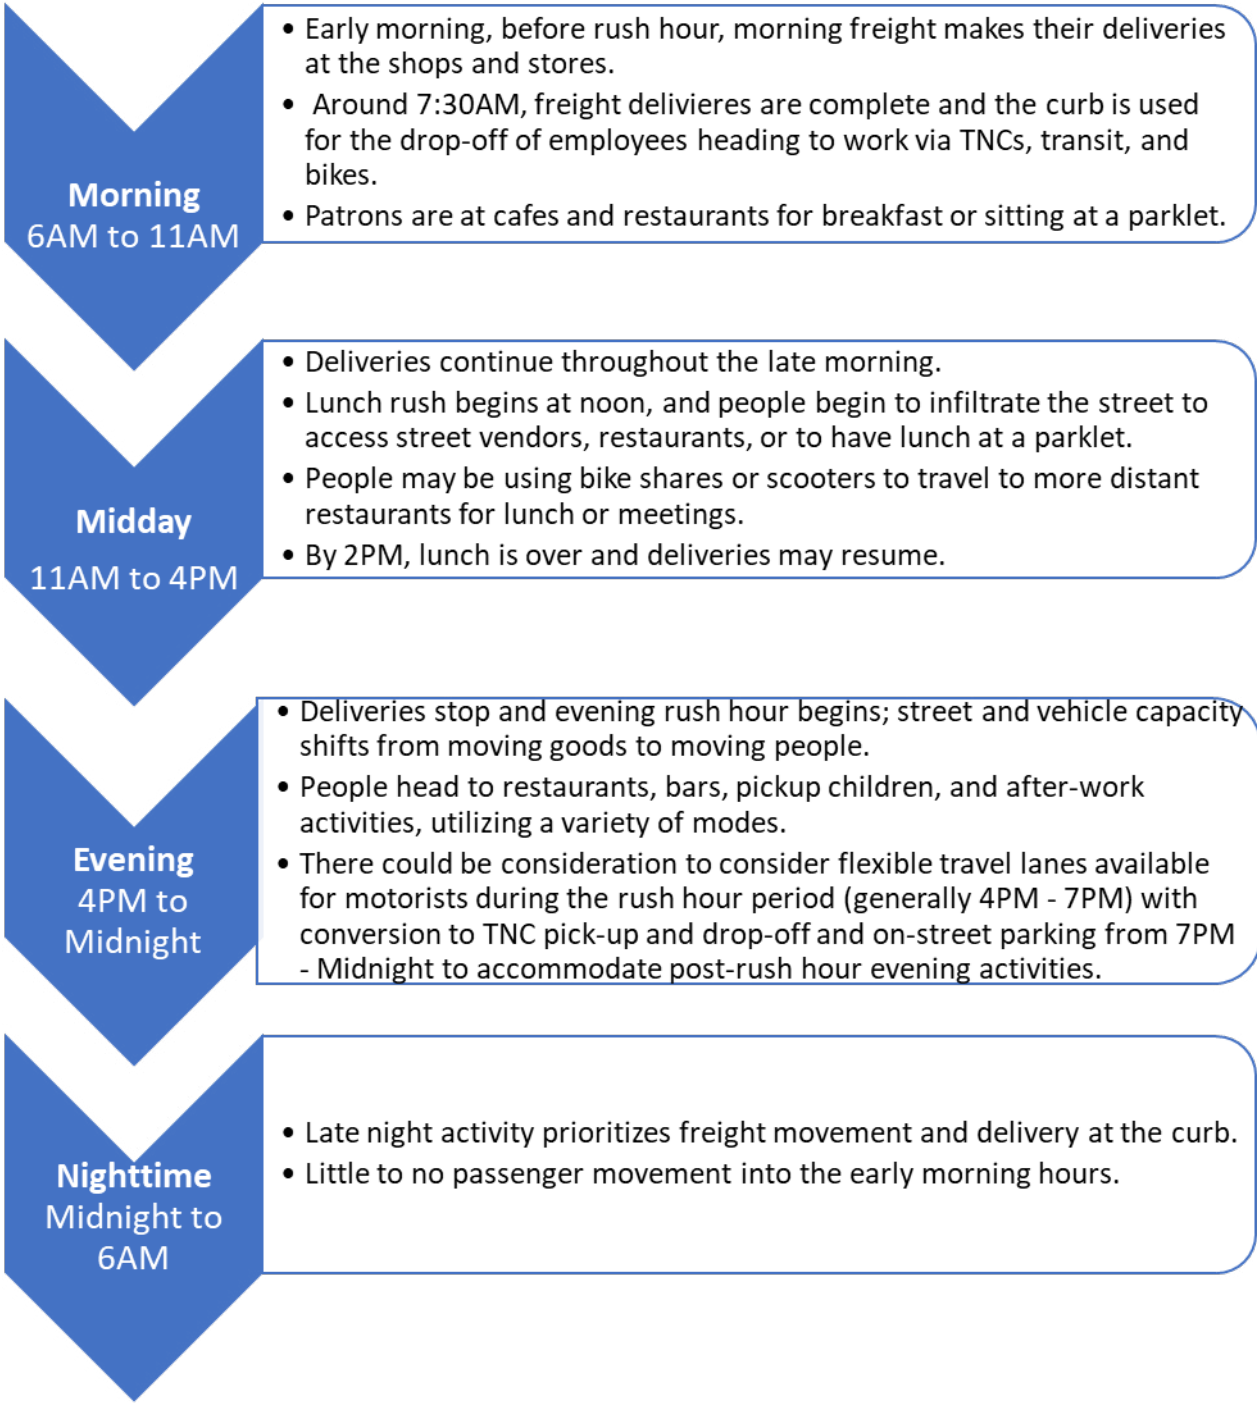 Morning
6AM to 11AM
• Early morning, before rush hour, morning freight makes their deliveries
at the shops and stores.
• Around 7:30AM, freight delivieres are complete and the curb is used
for the drop-off of employees heading to work via TNCs, transit, and
bikes.
• Patrons are at cafes and restaurants for breakfast or sitting at a parklet.
Midday
11AM to 4PM
• Deliveries continue throughout the late morning.
• Lunch rush begins at noon, and people begin to infiltrate the street to
access street vendors, restaurants, or to have lunch at a parklet.
• People may be using bike shares or scooters to travel to more distant
restaurants for lunch or meetings.
• By 2PM, lunch is over and deliveries may resume.
Evening
4PM to
Midnight
• Deliveries stop and evening rush hour begins; street and vehicle capacity
shifts from moving goods to moving people.
• People head to restaurants, bars, pickup children, and after-work
activities, utilizing a variety of modes.
• There could be consideration to consider flexible travel lanes available
for motorists during the rush hour period (generally 4PM - 7PM) with
conversion to TNC pick-up and drop-off and on-street parking from 7PM
- Midnight to accommodate post-rush hour evening activities.
Nighttime
Midnight to
6AM
• Late night activity prioritizes freight movement and delivery at the curb.
• Little to no passenger movement into the early morning hours.